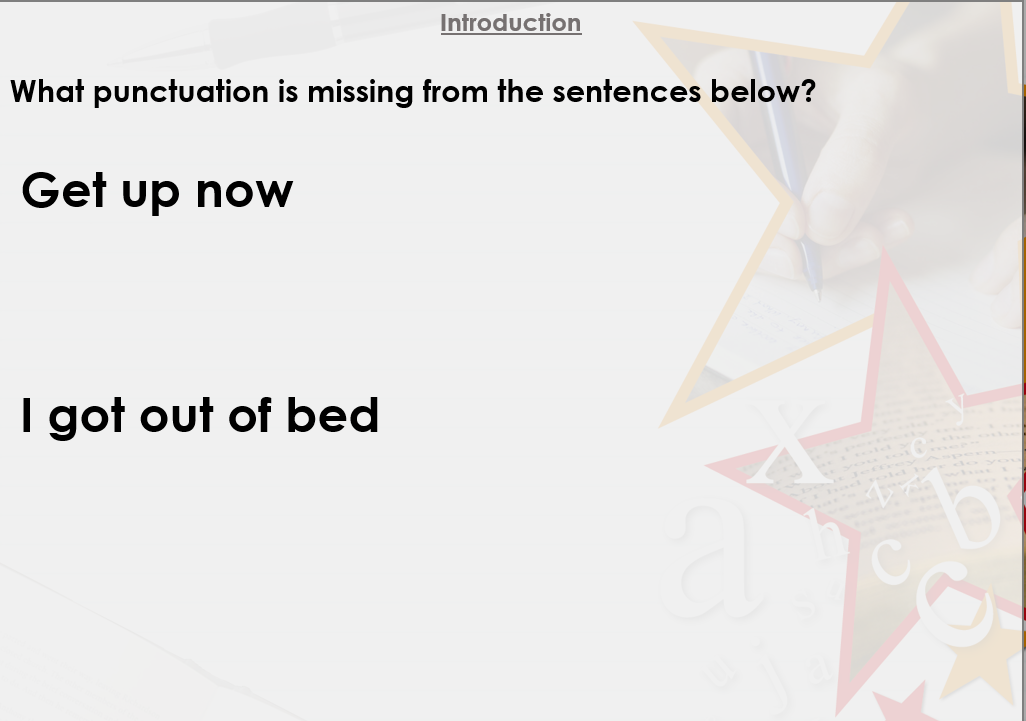 Introduction
What punctuation is missing from the sentences below?
Get up now
I got out of bed